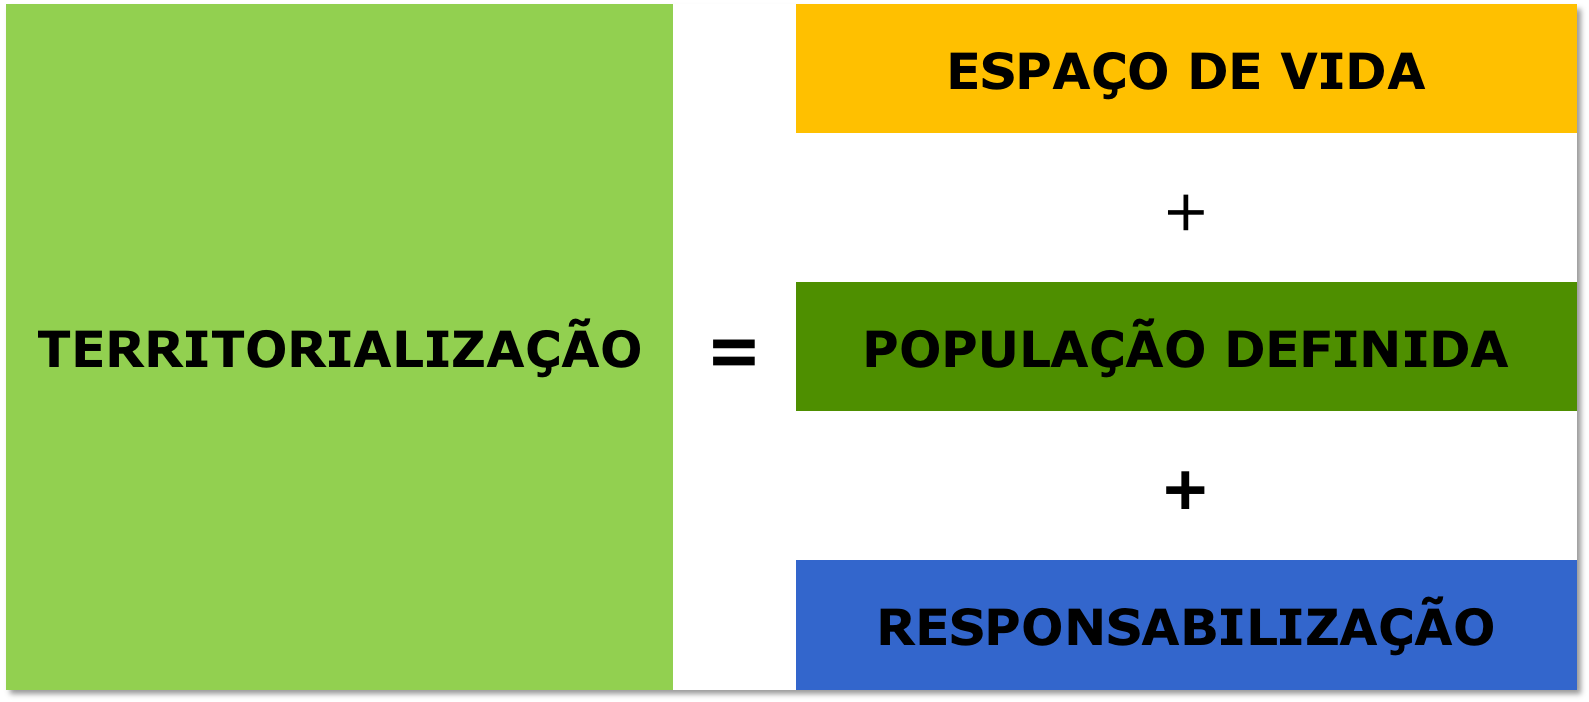 ESPAÇO DE VIDA
+
TERRITORIALIZAÇÃO = POPULAÇÃO DEFINIDA
+
RESPONSABILIZAÇÃO